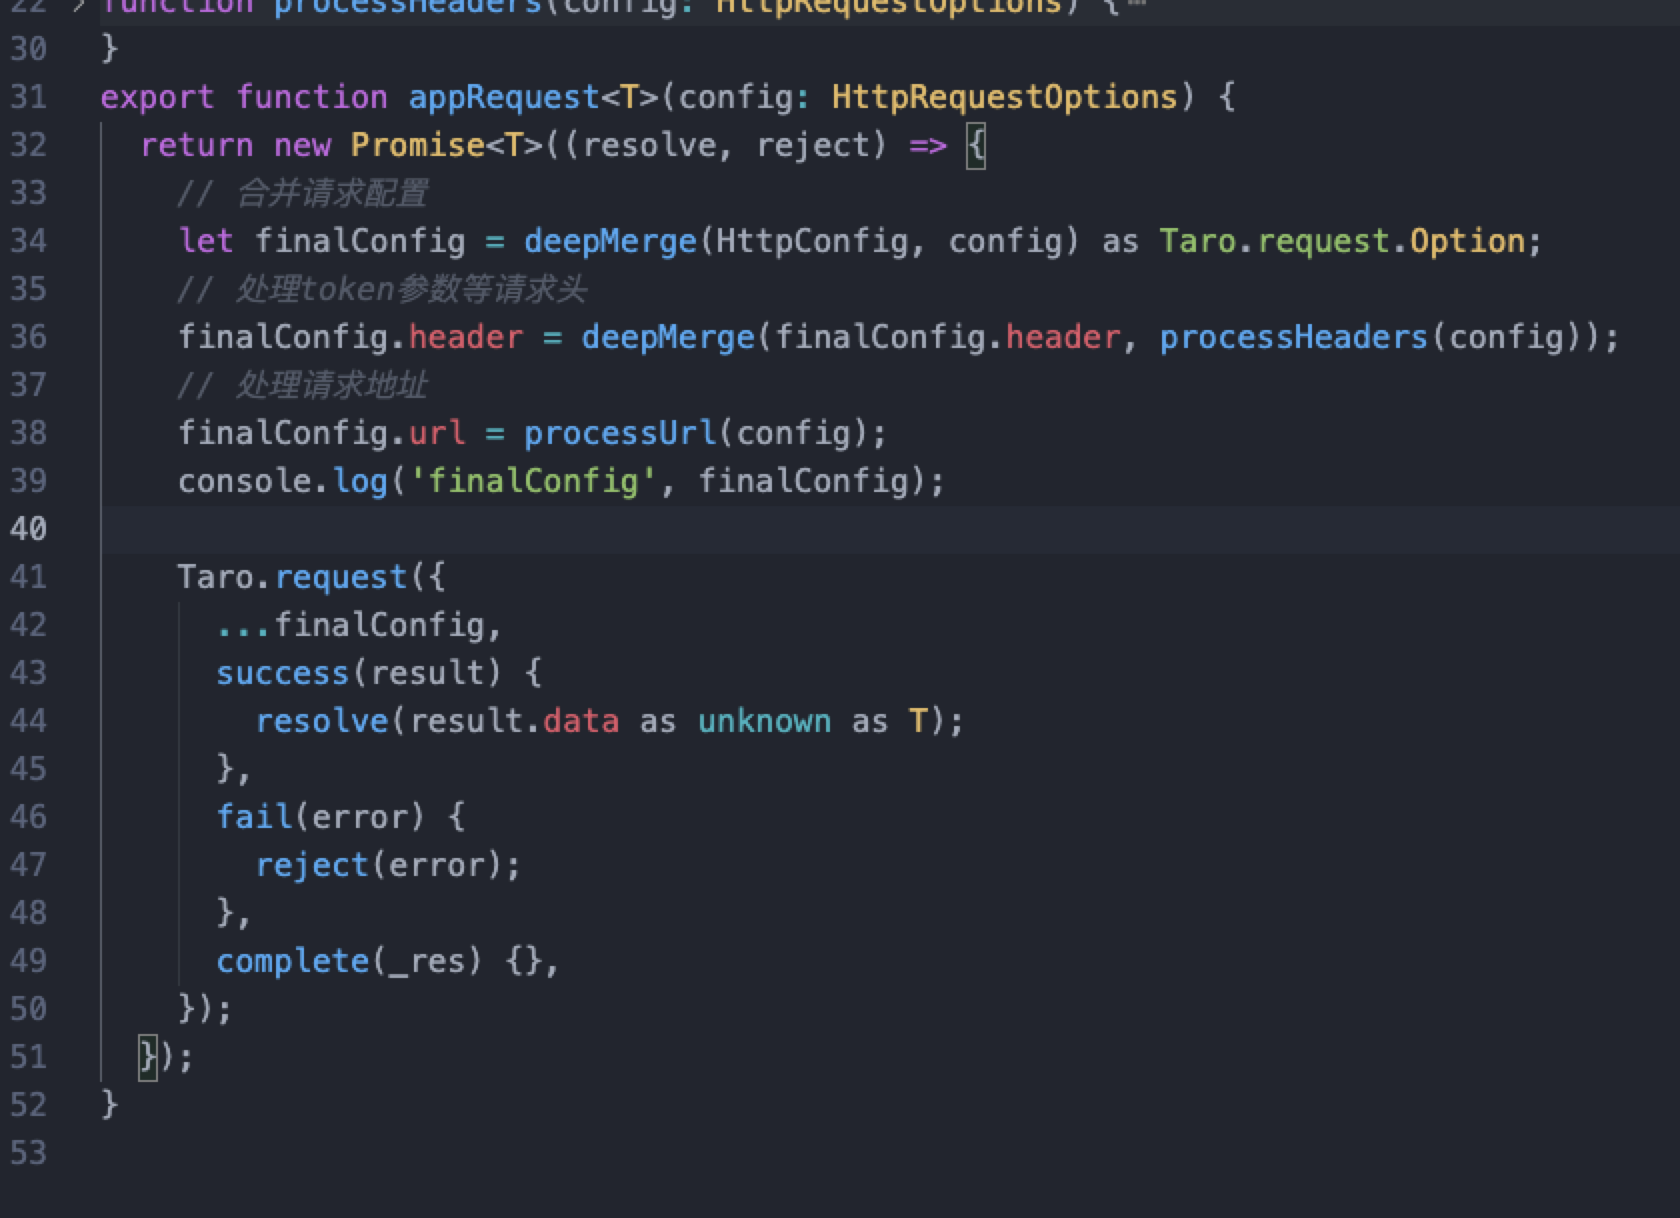 22 > function processHeaders(config: HttpRequestOptions) {…
30 }
31 export function appRequest<T>(config: HttpRequestOptions) {
32   return new Promise<T>((resolve, reject) => {
33     // 合并请求配置
34     let finalConfig = deepMerge(HttpConfig, config) as Taro.request.Option;
35     // 处理token参数等请求头
36     finalConfig.header = deepMerge(finalConfig.header, processHeaders(config));
37     // 处理请求地址
38     finalConfig.url = processUrl(config);
39     console.log('finalConfig', finalConfig);
40
41     Taro.request({
42       ...finalConfig,
43       success(result) {
44         resolve(result.data as unknown as T);
45       },
46       fail(error) {
47         reject(error);
48       },
49       complete(_res) {},
50     });
51   });
52 }
53